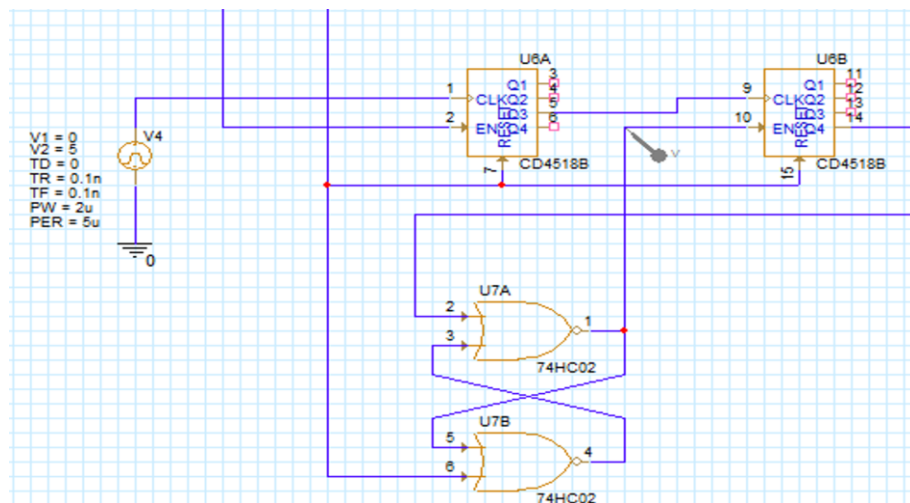 U6A
U6B
1
CLK
Q1
3
Q2
4
Q3
5
2
EN
Q4
6
RESET
7
CD4518B
9
CLK
Q1
11
Q2
12
Q3
13
10
EN
Q4
14
RESET
15
CD4518B
V
V4
V1 = 0
V2 = 5
TD = 0
TR = 0.1n
TF = 0.1n
PW = 2u
PER = 5u
0
U7A
2
3
1
74HC02
U7B
5
6
4
74HC02